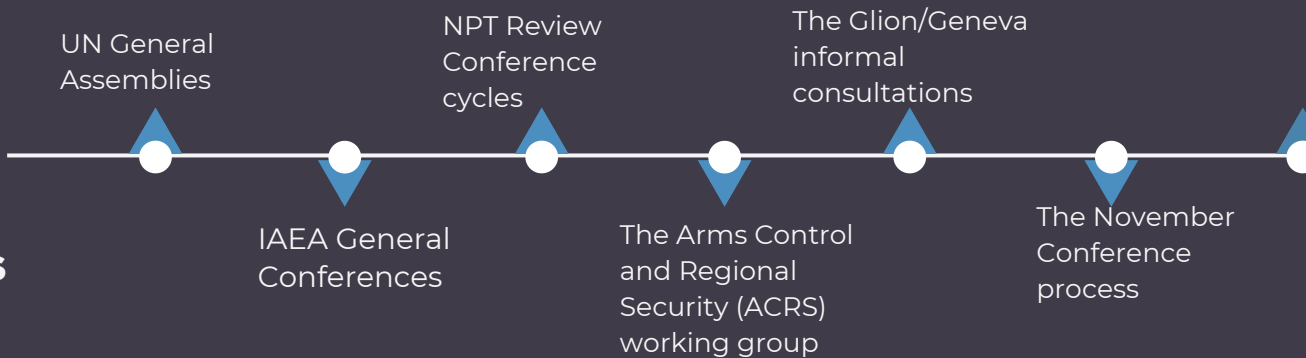 UN General
Assemblies
IAEA General
Conferences
NPT Review
Conference
cycles
The Arms Control
and Regional
Security (ACRS)
working group
The Glion/Geneva
informal
consultations
The November
Conference
process
s